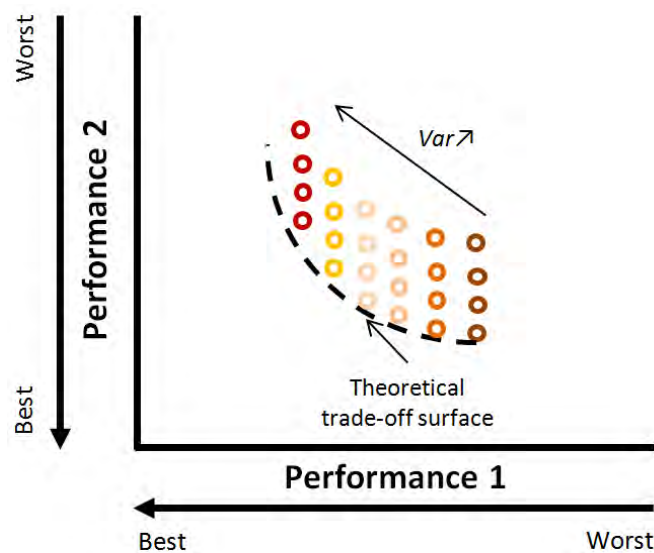 Worst
Performance 2
Best
Var↗
Theoretical
trade-off surface
Performance 1
Best
Worst